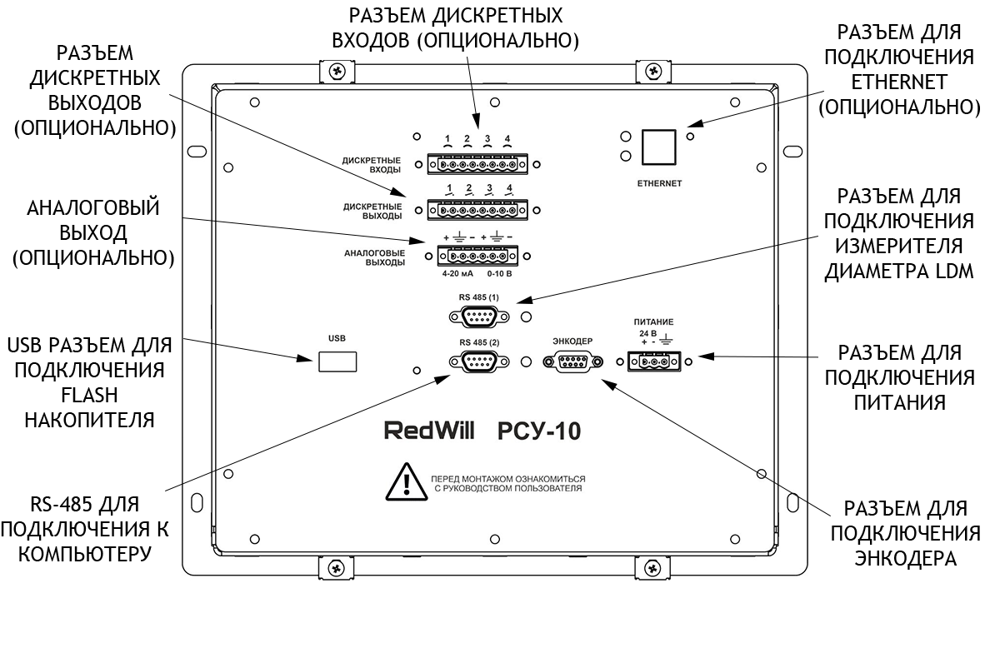 РАЗЪЕМ ДИСКРЕТНЫХ
ВХОДОВ (ОПЦИОНАЛЬНО)
РАЗЪЕМ
ДИСКРЕТНЫХ
ВЫХОДОВ
(ОПЦИОНАЛЬНО)
РАЗЪЕМ ДЛЯ
ПОДКЛЮЧЕНИЯ
ETHERNET
(ОПЦИОНАЛЬНО)
1 2 3 4
ДИСКРЕТНЫЕ
ВХОДЫ
ETHERNET
1 2 3 4
ДИСКРЕТНЫЕ
ВЫХОДЫ
АНАЛОГОВЫЙ
ВЫХОД
(ОПЦИОНАЛЬНО)
РАЗЪЕМ ДЛЯ
ПОДКЛЮЧЕНИЯ
ИЗМЕРИТЕЛЯ
ДИАМЕТРА LDM
+ - + -
АНАЛОГОВЫЕ
ВЫХОДЫ
4-20 мА 0-10 В
RS 485 (1)
USB РАЗЪЕМ ДЛЯ
ПОДКЛЮЧЕНИЯ
FLASH
НАКОПИТЕЛЯ
USB
RS 485 (2)
ЭНКОДЕР
ПИТАНИЕ
24 В
+ -
РАЗЪЕМ ДЛЯ
ПОДКЛЮЧЕНИЯ
ПИТАНИЯ
RedWill РСУ-10
ПЕРЕД МОНТАЖОМ ОЗНАКОМИТЬСЯ
С РУКОВОДСТВОМ ПОЛЬЗОВАТЕЛЯ
RS-485 ДЛЯ
ПОДКЛЮЧЕНИЯ К
КОМПЬЮТЕРУ
РАЗЪЕМ ДЛЯ
ПОДКЛЮЧЕНИЯ
ЭНКОДЕРА